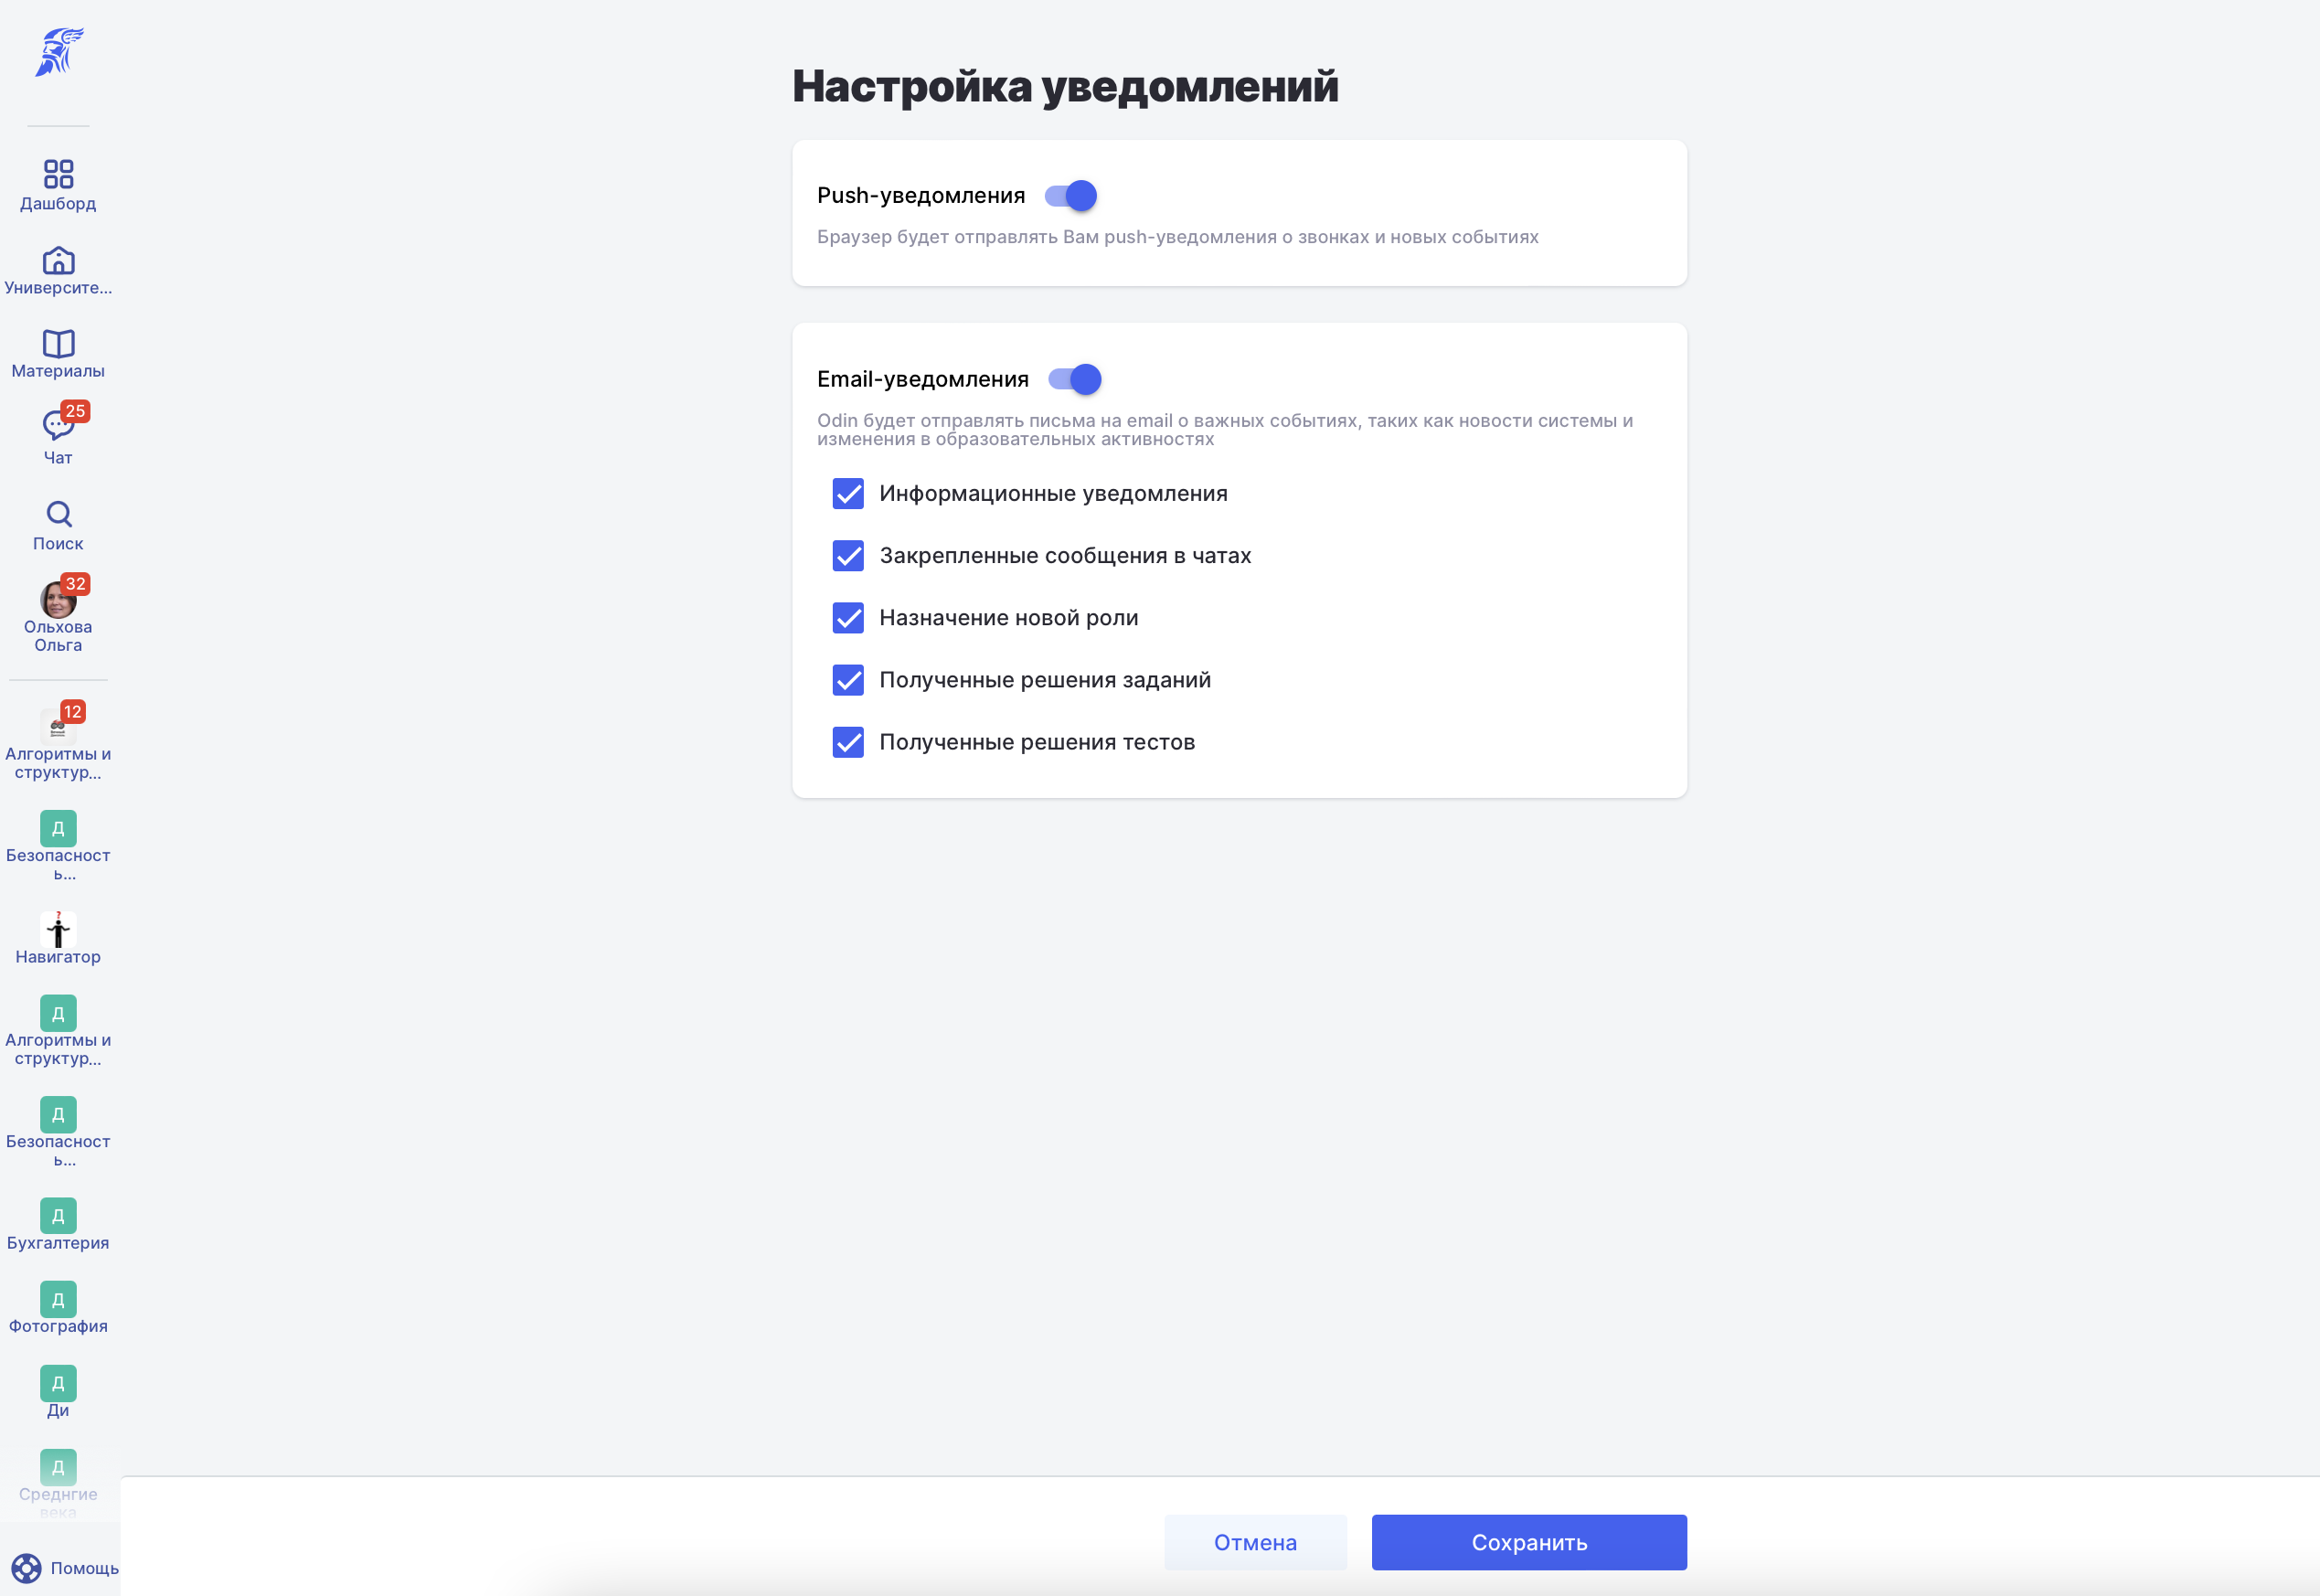 Дашборд
Университе...
Материалы
25
Чат
Поиск
32
Ольхова
Ольга
12
Алгоритмы и
структур...
Д
Безопасност
ь...
?
Навигатор
Д
Алгоритмы и
структур...
Д
Безопасност
ь...
Д
Бухгалтерия
Д
Фотография
Д
Ди
Д
Среднгие
века
Помощь
Настройка уведомлений
Push-уведомления
Браузер будет отправлять Вам push-уведомления о звонках и новых событиях
Email-уведомления
Odin будет отправлять письма на email о важных событиях, таких как новости системы и
изменения в образовательных активностях
Информационные уведомления
Закрепленные сообщения в чатах
Назначение новой роли
Полученные решения заданий
Полученные решения тестов
Отмена
Сохранить